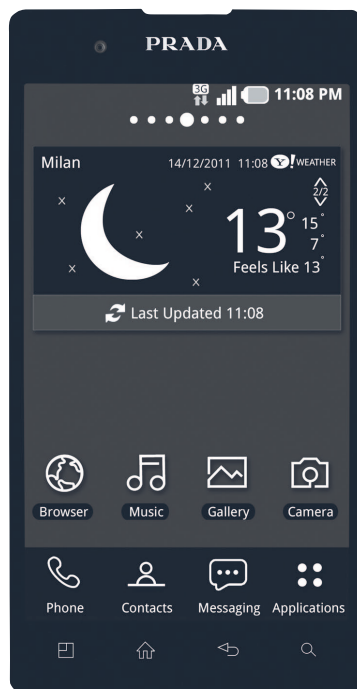 PRADA
3G 11:08 PM
Milan 14/12/2011 11:08 Y! WEATHER
2/2
13° 15°
7°
Feels Like 13°
Last Updated 11:08
Browser Music Gallery Camera
Phone Contacts Messaging Applications